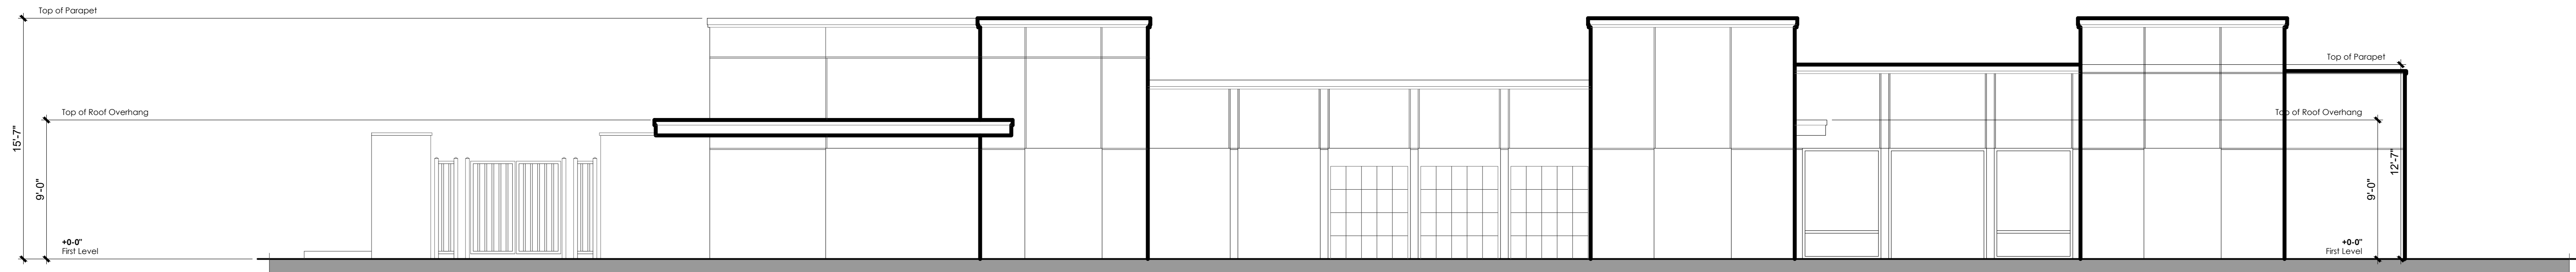 Top of Parapet
15'-7"
Top of Roof Overhang
9'-0"
+0-0"
First Level
Top of Parapet
Top of Roof Overhang
12'-7"
9'-0"
+0-0"
First Level